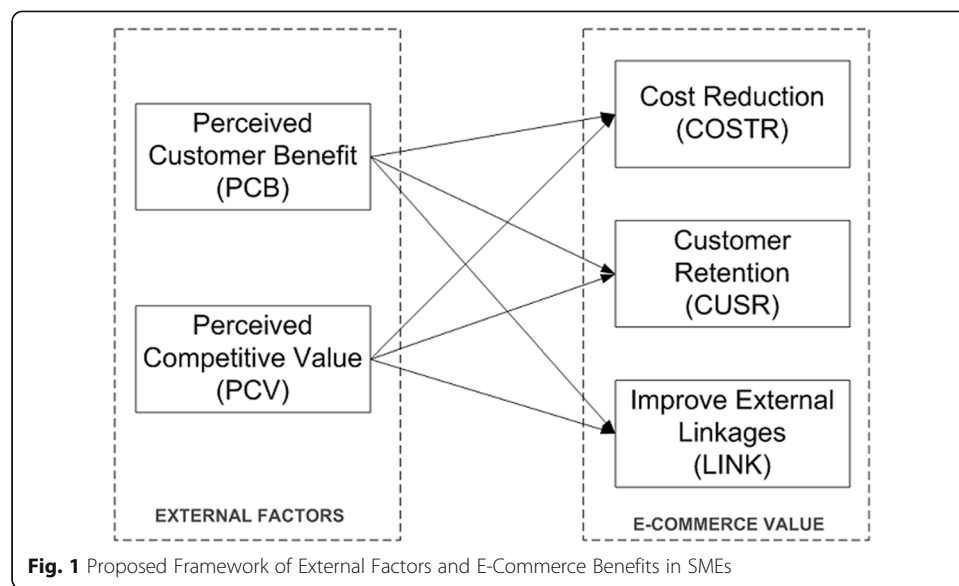 Perceived
Customer Benefit
(PCB)
Perceived
Competitive Value
(PCV)
EXTERNAL FACTORS
Cost Reduction
(COSTR)
Customer
Retention
(CUSR)
Improve External
Linkages
(LINK)
E-COMMERCE VALUE
Fig. 1 Proposed Framework of External Factors and E-Commerce Benefits in SMEs